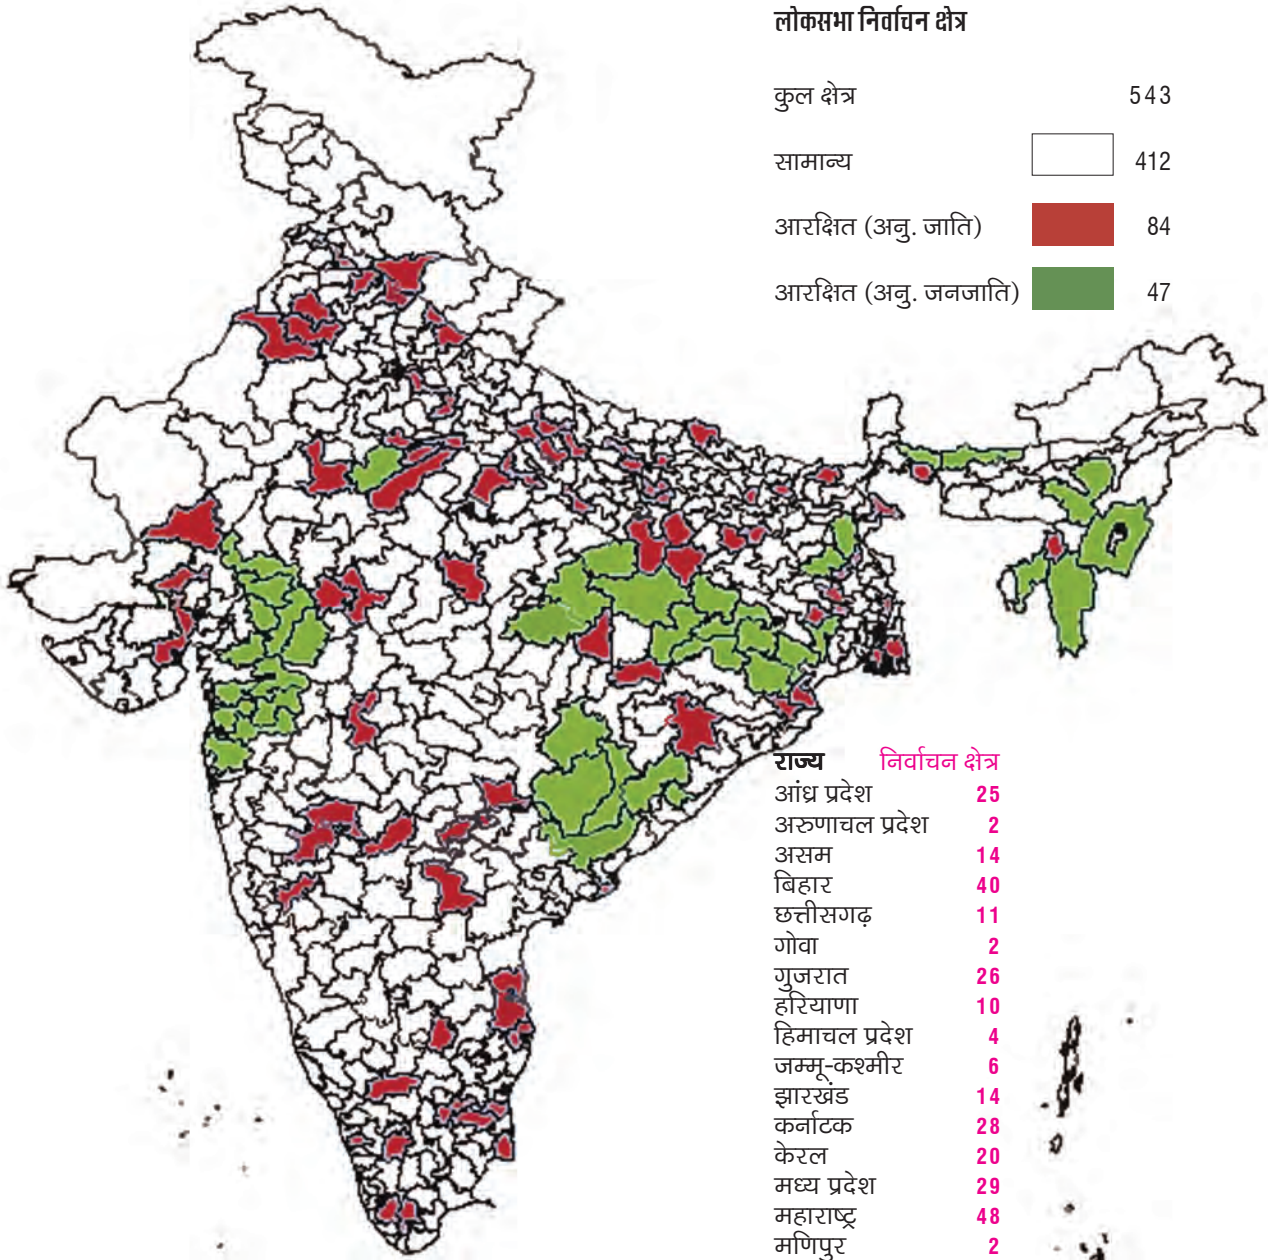 लोकसभा निर्वाचन क्षेत्र
कुल क्षेत्र 543
सामान्य 412
आरक्षित (अनु. जाति) 84
आरक्षित (अनु. जनजाति) 47
राज्य निर्वाचन क्षेत्र
आंध्र प्रदेश 25
अरुणाचल प्रदेश 2
असम 14
बिहार 40
छत्तीसगढ़ 11
गोवा 2
गुजरात 26
हरियाणा 10
हिमाचल प्रदेश 4
जम्मू-कश्मीर 6
झारखंड 14
कर्नाटक 28
केरल 20
मध्य प्रदेश 29
महाराष्ट्र 48
मणिपुर 2